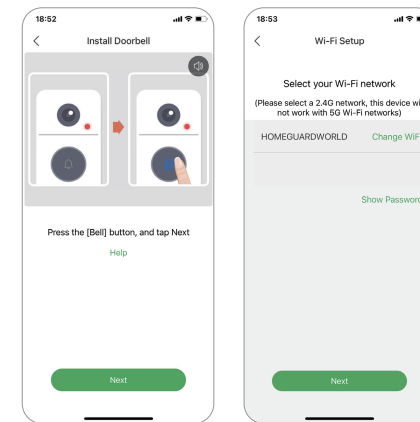 18:52
Install Doorbell
Press the [Bell] button, and tap Next
Help
Next
18:53
Wi-Fi Setup
Select your Wi-Fi network
(Please select a 2.4G network, this device wi
not work with 5G Wi-Fi networks)
HOMEGUARDWORLD Change WiF
Show Password
Next